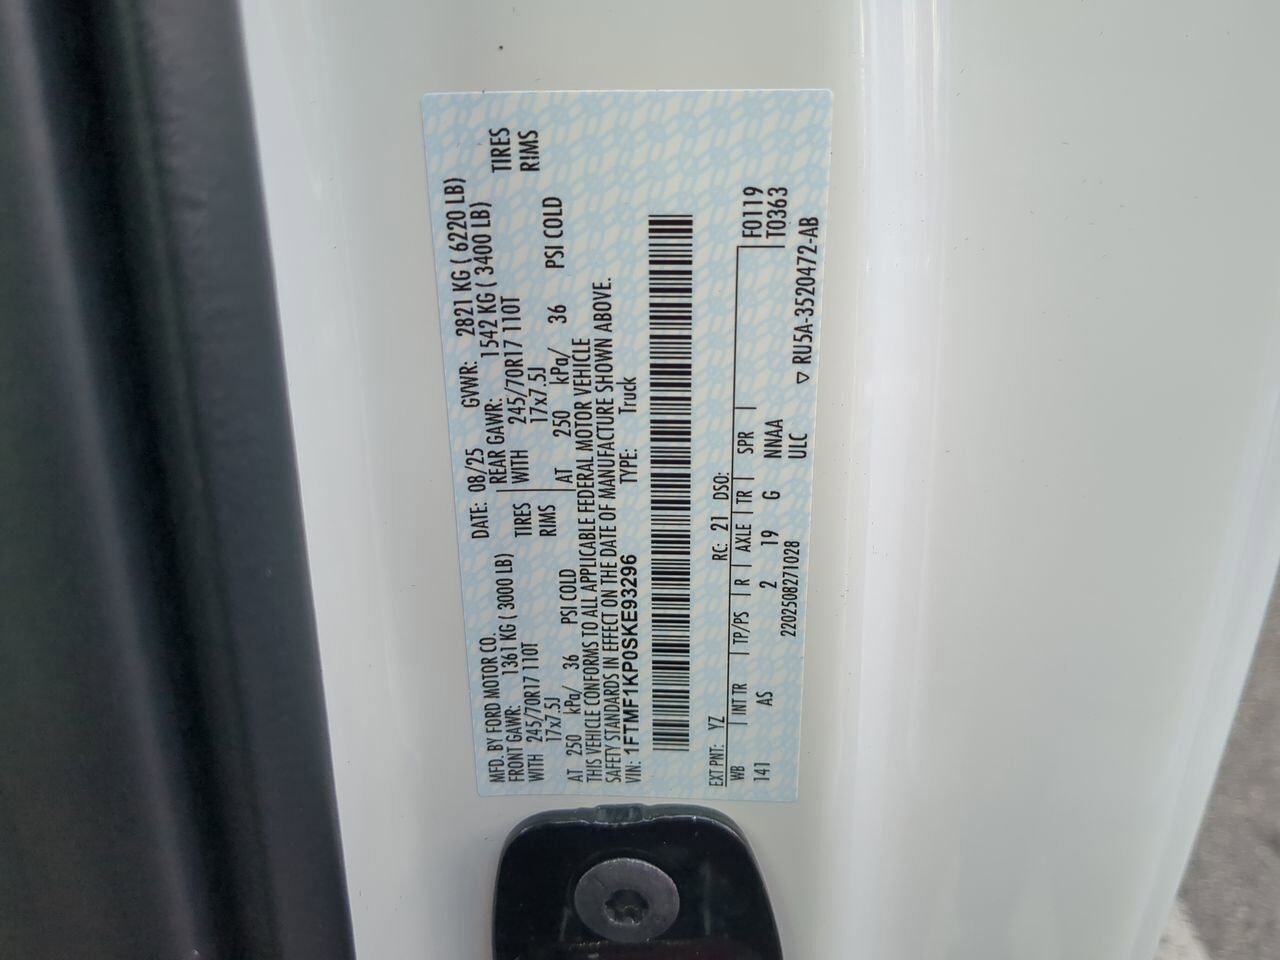 MFD. BY FORD MOTOR CO.
DATE: 08/25 GVWR: 2821 KG ( 6220 LB)
FRONT GAWR: 1361 KG ( 3000 LB) REAR GAWR: 1542 KG ( 3400 LB)
WITH 245/70R17 110T TIRES WITH 245/70R17 110T TIRES
17x7.5J RIMS 17x7.5J RIMS
AT 250 kPa/ 36 PSI COLD AT 250 kPa/ 36 PSI COLD
THIS VEHICLE CONFORMS TO ALL APPLICABLE FEDERAL MOTOR VEHICLE
SAFETY STANDARDS IN EFFECT ON THE DATE OF MANUFACTURE SHOWN ABOVE.
VIN: 1FTMF1KP0SKE93296 TYPE: Truck
EXT PNT: YZ RC: 21 DSO: F0119
WB INT TR TP/PS R AXLE TR SPR T0363
141 AS 2 19 G NNAA
2202508271028 ULC ▽ RU5A-3520472-AB